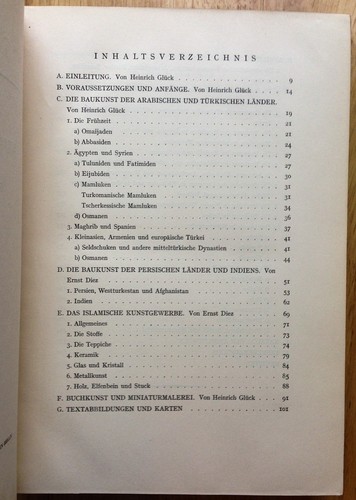 INHALTSVERZEICHNIS
A. EINLEITUNG. Von Heinrich Glück . . . . . . . . . . . . . . . 9
B. VORAUSSETZUNGEN UND ANFÄNGE. Von Heinrich Glück . . . . 14
C. DIE BAUKUNST DER ARABISCHEN UND TÜRKISCHEN LÄNDER.
Von Heinrich Glück . . . . . . . . . . . . . . . 19
1. Die Frühzeit . . . . . . . . . . . . . . . 21
a) Omaijaden . . . . . . . . . . . . . . . 21
b) Abbasiden . . . . . . . . . . . . . . . 24
2. Ägypten und Syrien . . . . . . . . . . . . . . . 27
a) Tuluniden und Fatimiden . . . . . . . . . . . . . . . 27
b) Eijubiden . . . . . . . . . . . . . . . 30
c) Mamluken . . . . . . . . . . . . . . . 31
Turkomanische Mamluken . . . . . . . . . . . . . . . 31
Tscherkessische Mamluken . . . . . . . . . . . . . . . 34
d) Osmanen . . . . . . . . . . . . . . . 36
3. Maghrib und Spanien . . . . . . . . . . . . . . . 37
4. Kleinasien, Armenien und europäische Türkei . . . . . . . . . . 41
a) Seldschuken und andere mitteltürkische Dynastien . . . . . . . . 41
b) Osmanen . . . . . . . . . . . . . . . 44
D. DIE BAUKUNST DER PERSISCHEN LÄNDER UND INDIENS. Von
Ernst Diez . . . . . . . . . . . . . . . 51
1. Persien, Westturkestan und Afghanistan . . . . . . . . . . . . 53
2. Indien . . . . . . . . . . . . . . . 62
E. DAS ISLAMISCHE KUNSTGEWERBE. Von Ernst Diez . . . . . . . 69
1. Allgemeines . . . . . . . . . . . . . . . 71
2. Die Stoffe . . . . . . . . . . . . . . . 73
3. Die Teppiche . . . . . . . . . . . . . . . 74
4. Keramik . . . . . . . . . . . . . . . 79
5. Glas und Kristall . . . . . . . . . . . . . . . 84
6. Metallkunst . . . . . . . . . . . . . . . 85
7. Holz, Elfenbein und Stuck . . . . . . . . . . . . . . . 88
F. BUCHKUNST UND MINIATURMALEREI. Von Heinrich Glück . . . . . 91
G. TEXTABBILDUNGEN UND KARTEN . . . . . . . . . . . . . . . 101